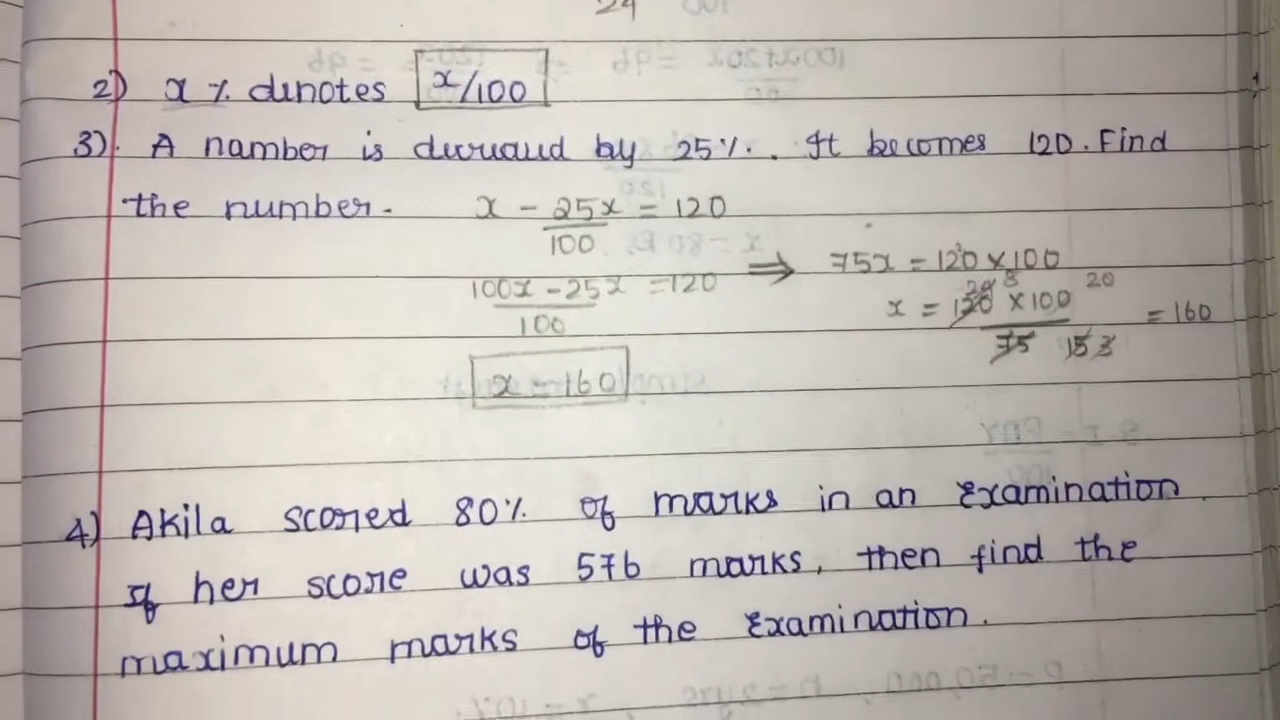 2) x % denotes x/100
3). A namber is decreased by 25%. It becomes 120. Find
the number.
x - 25x/100 = 120
100x - 25x/100 = 120
⇒ 75x = 120 × 100
x = 120 × 100 / 75 = 160
x = 160
4) Akila scored 80% of marks in an examination.
If her score was 576 marks, then find the
maximum marks of the examination.